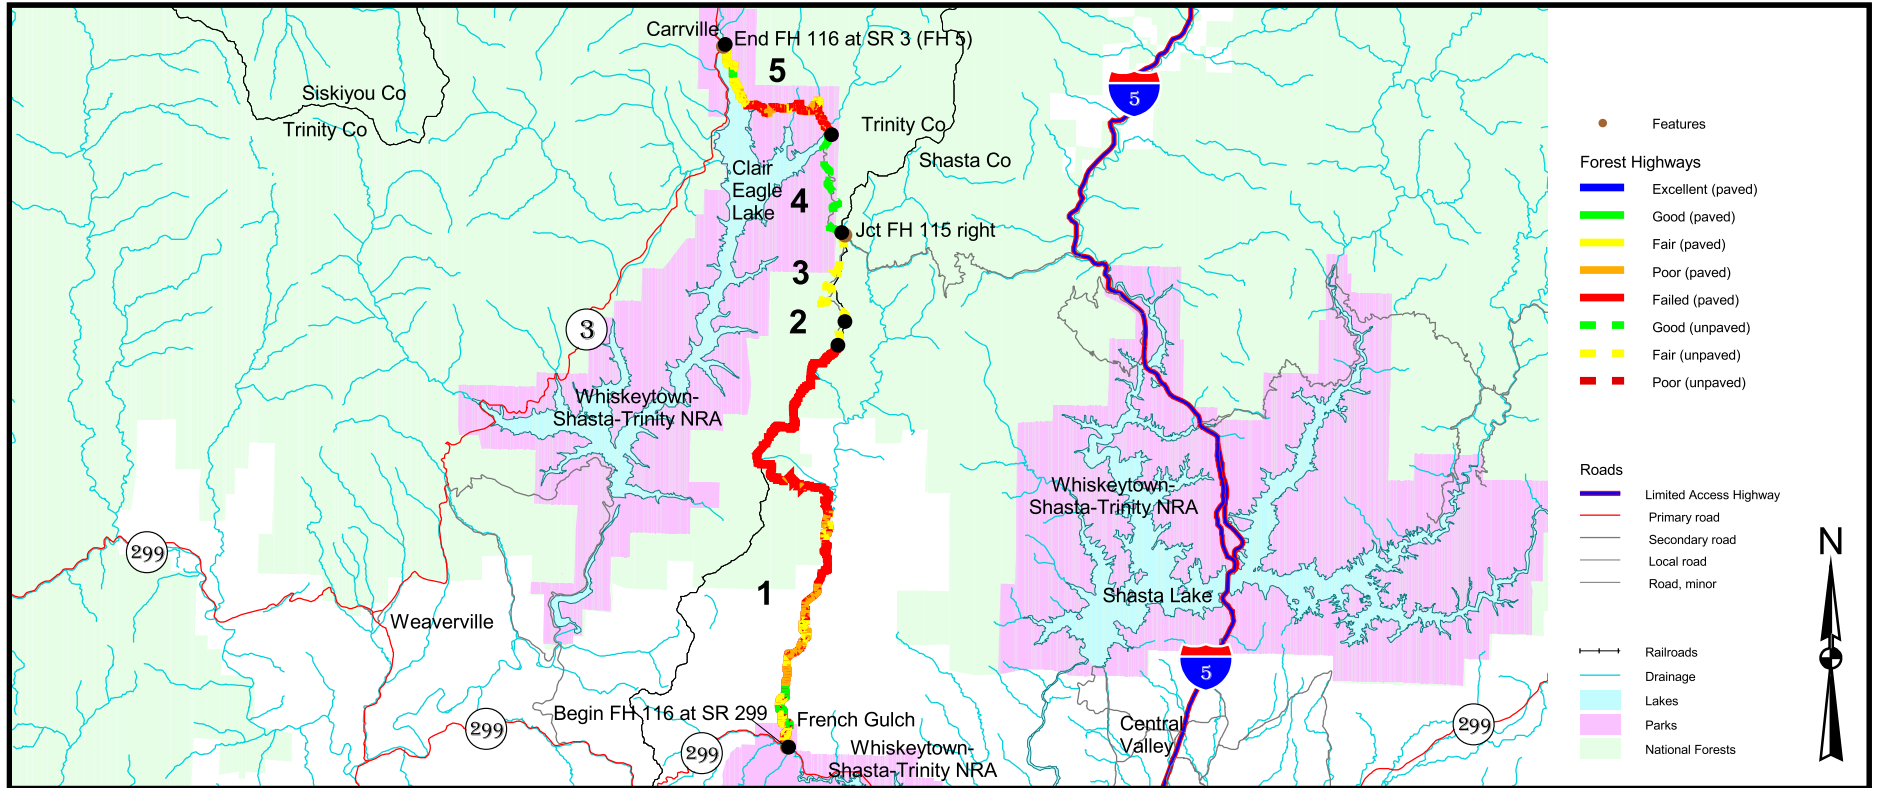 Carrville
End FH 116 at SR 3 (FH 5)
5
5
Siskiyou Co
Trinity Co
Trinity Co
Shasta Co
Clair
Eagle
Lake
4
Jct FH 115 right
3
2
3
Whiskeytown-
Shasta-Trinity NRA
Whiskeytown-
Shasta-Trinity NRA
299
1
Shasta Lake
Weaverville
5
Begin FH 116 at SR 299
French Gulch
299
299
Whiskeytown-
Shasta-Trinity NRA
Central
Valley
299
Features
Forest Highways
Excellent (paved)
Good (paved)
Fair (paved)
Poor (paved)
Failed (paved)
Good (unpaved)
Fair (unpaved)
Poor (unpaved)
Roads
Limited Access Highway
Primary road
Secondary road
Local road
Road, minor
Railroads
Drainage
Lakes
Parks
National Forests
N